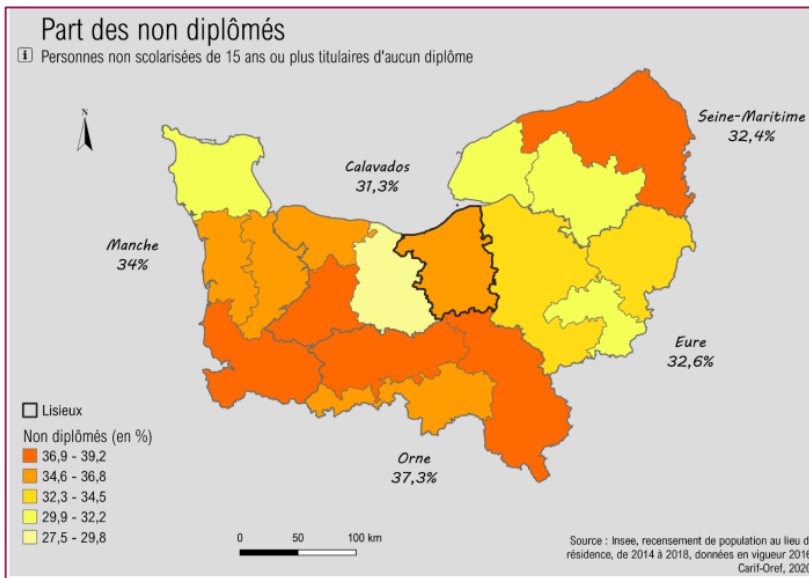 Part des non diplômés
i Personnes non scolarisées de 15 ans ou plus titulaires d'aucun diplôme
N
Seine-Maritime
32,4%
Calavados
31,3%
Manche
34%
Eure
32,6%
Lisieux
Non diplômés (en %)
36,9 - 39,2
34,6 - 36,8
32,3 - 34,5
29,9 - 32,2
27,5 - 29,8
Orne
37,3%
0 50 100 km
Source : Insee, recensement de population au lieu d
résidence, de 2014 à 2018, données en vigueur 2016
Carif-Oref, 2020